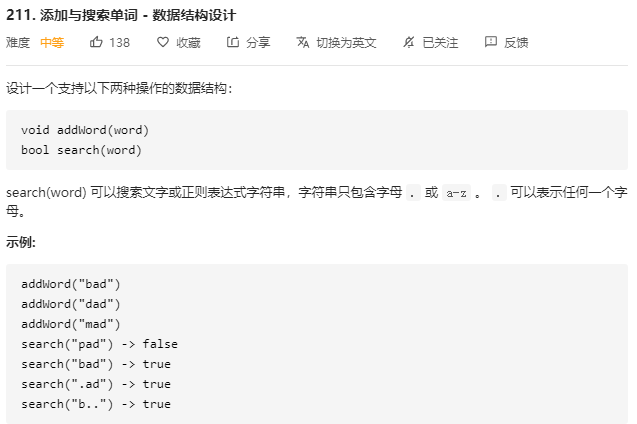 211. 添加与搜索单词 - 数据结构设计
难度 中等 138 收藏 分享 切换为英文 已关注 反馈
设计一个支持以下两种操作的数据结构：
void addWord(word)
bool search(word)
search(word) 可以搜索文字或正则表达式字符串，字符串只包含字母 . 或 a-z 。 . 可以表示任何一个字
母。
示例:
addWord("bad")
addWord("dad")
addWord("mad")
search("pad") -> false
search("bad") -> true
search(".ad") -> true
search("b..") -> true